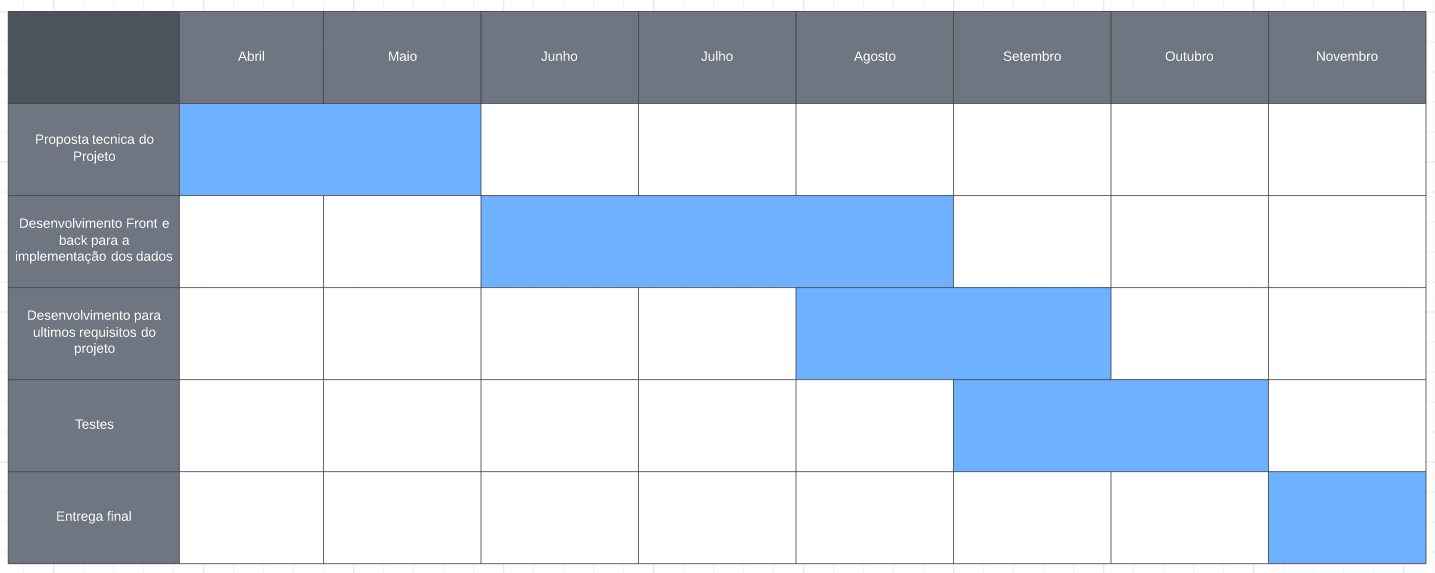 Abril
Maio
Junho
Julho
Agosto
Setembro
Outubro
Novembro
Proposta tecnica do
Projeto
Desenvolvimento Front e
back para a
implementação dos dados
Desenvolvimento para
ultimos requisitos do
projeto
Testes
Entrega final